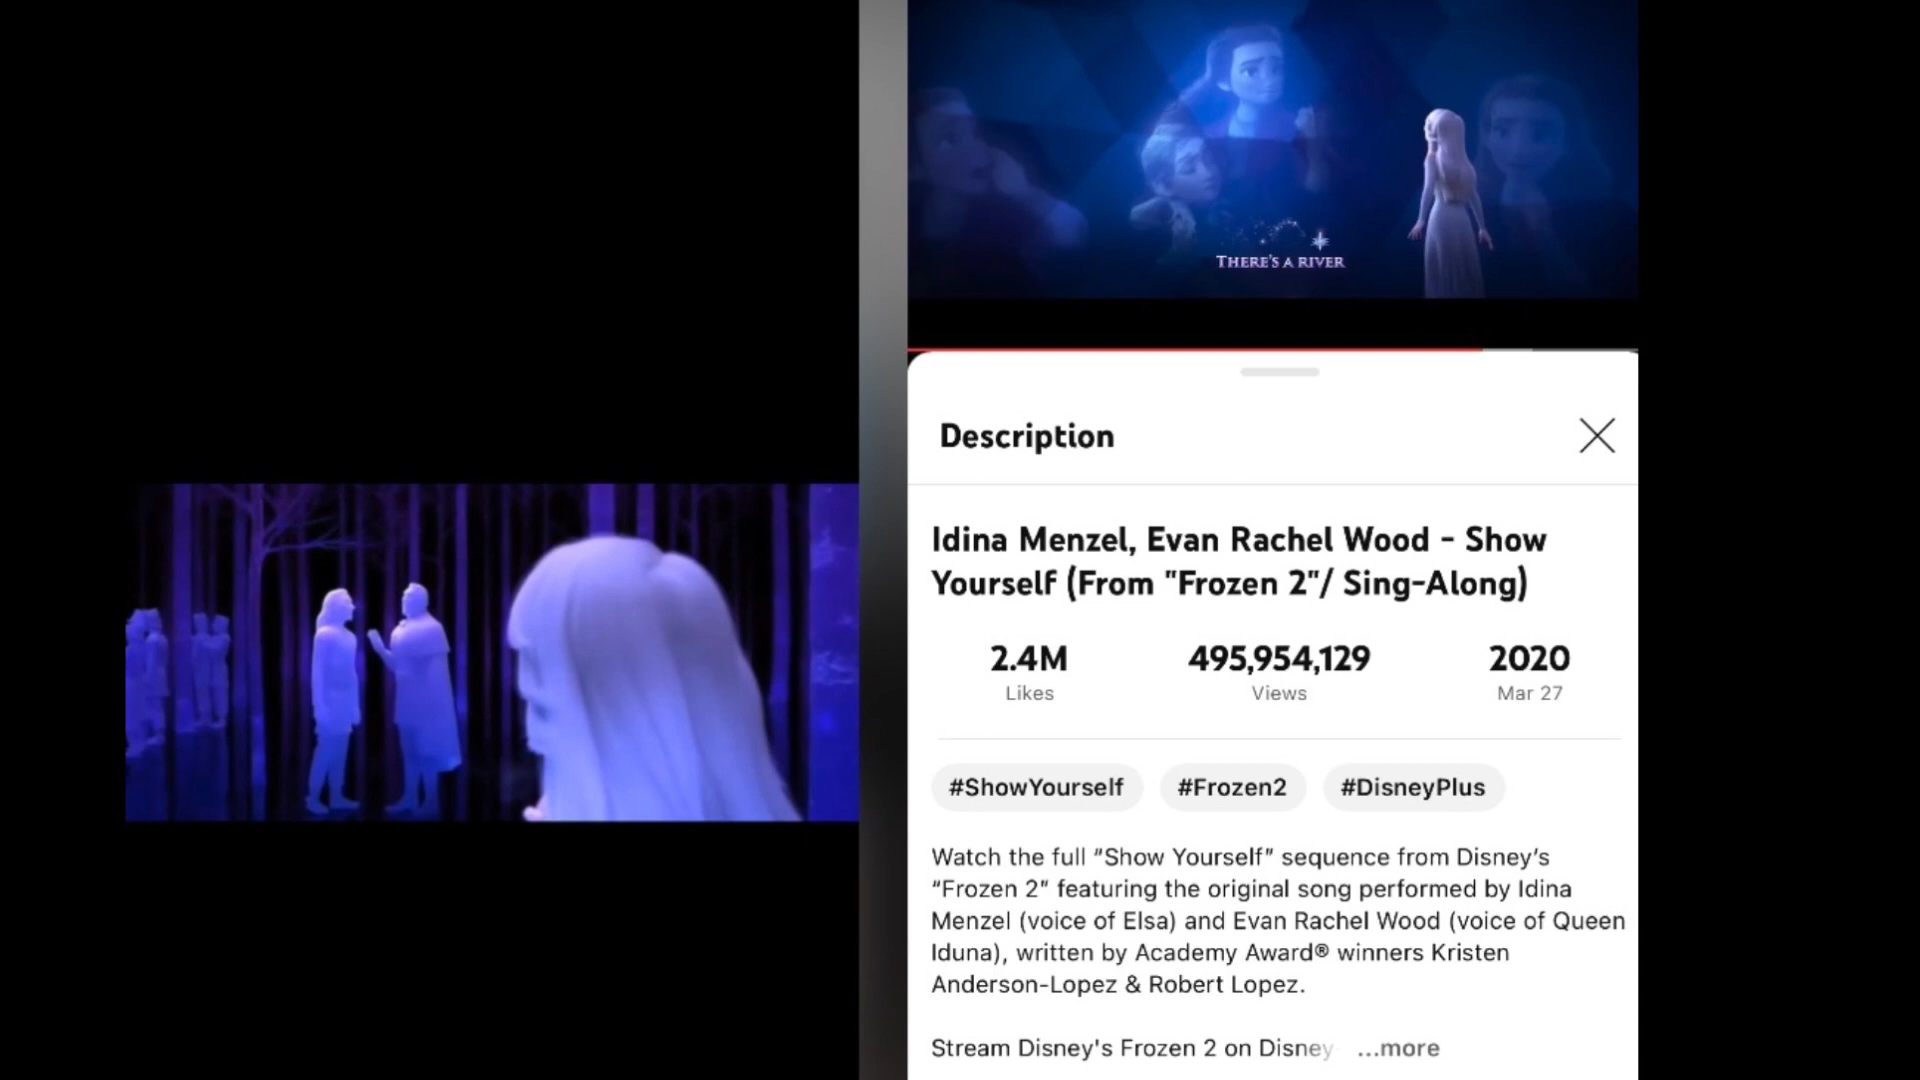 THERE'S A RIVER
Description
Idina Menzel, Evan Rachel Wood - Show
Yourself (From "Frozen 2"/ Sing-Along)
2.4M 495,954,129 2020
Likes Views Mar 27
#ShowYourself #Frozen2 #DisneyPlus
Watch the full “Show Yourself” sequence from Disney’s
“Frozen 2” featuring the original song performed by Idina
Menzel (voice of Elsa) and Evan Rachel Wood (voice of Queen
Iduna), written by Academy Award® winners Kristen
Anderson-Lopez & Robert Lopez.
Stream Disney's Frozen 2 on Disney ...more